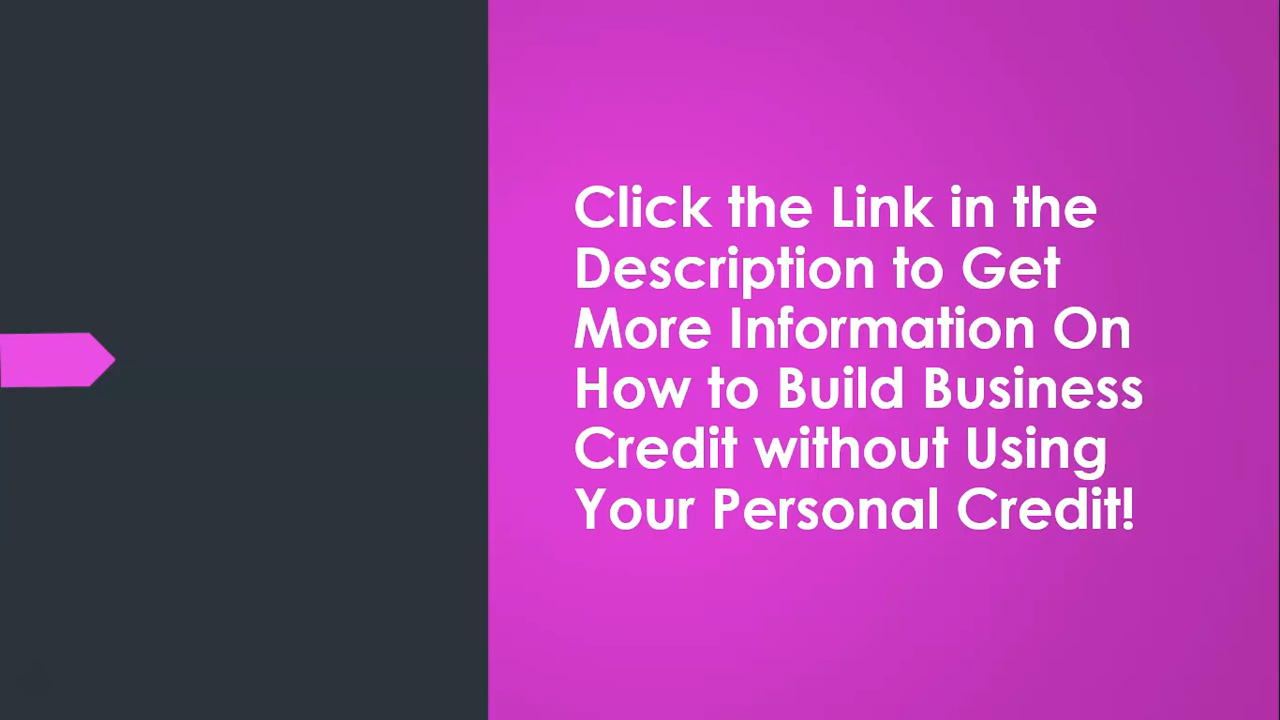 Click the Link in the
Description to Get
More Information On
How to Build Business
Credit without Using
Your Personal Credit!